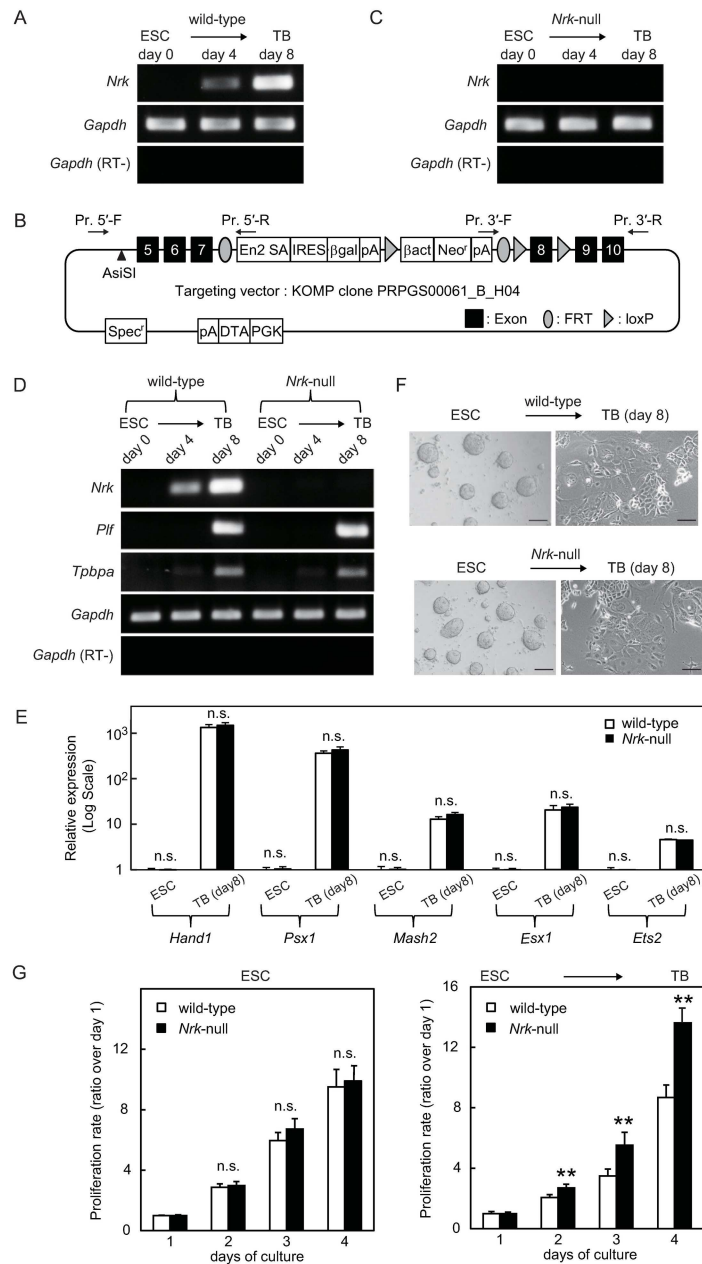 A
wild-type
ESC TB
day 0 day 4 day 8
Nrk
Gapdh
Gapdh (RT-)
C
Nrk-null
ESC TB
day 0 day 4 day 8
Nrk
Gapdh
Gapdh (RT-)
B
Pr. 5′-F Pr. 5′-R Pr. 3′-F Pr. 3′-R
5 6 7 En2 SA IRES βgal pA βact Neoʳ pA 8 9 10
AsiSI
Targeting vector : KOMP clone PRPGS00061_B_H04
Specʳ pA DTA PGK : Exon : FRT : loxP
D
wild-type Nrk-null
ESC TB ESC TB
day 0 day 4 day 8 day 0 day 4 day 8
Nrk
Plf
Tpbpa
Gapdh
Gapdh (RT-)
F
wild-type
ESC TB (day 8)
Nrk-null
ESC TB (day 8)
E
Relative expression
(Log Scale)
10³
10²
10
1
n.s. n.s. n.s. n.s. n.s. n.s. n.s. n.s. n.s. n.s.
wild-type
Nrk-null
ESC TB (day8) ESC TB (day8) ESC TB (day8) ESC TB (day8) ESC TB (day8)
Hand1 Psx1 Mash2 Esx1 Ets2
G
ESC
Proliferation rate (ratio over day 1)
wild-type
Nrk-null
12
8
4
0
n.s. n.s. n.s.
1 2 3 4
days of culture
ESC TB
Proliferation rate (ratio over day 1)
wild-type
Nrk-null
16
12
8
4
0
** ** **
1 2 3 4
days of culture